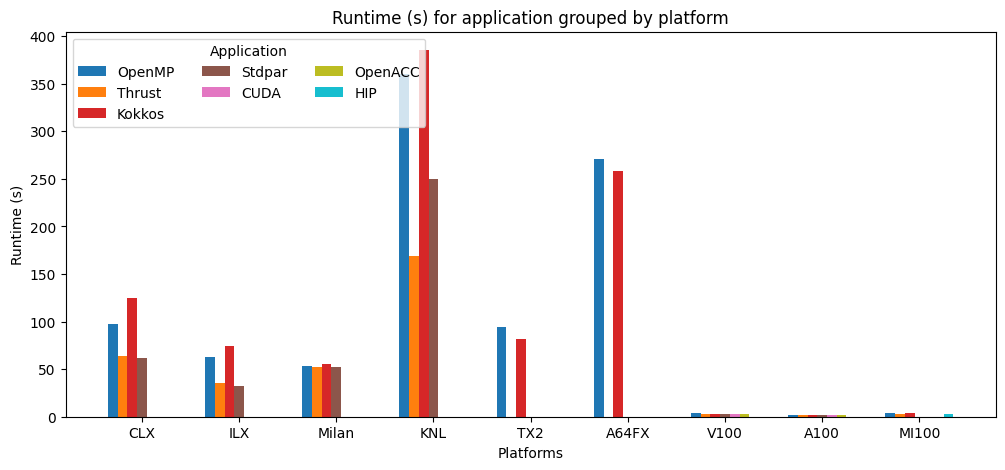 Runtime (s) for application grouped by platform
Application
OpenMP Stdpar OpenACC
Thrust CUDA HIP
Kokkos
400
350
300
250
200
150
100
50
0
Runtime (s)
CLX ILX Milan KNL TX2 A64FX V100 A100 MI100
Platforms